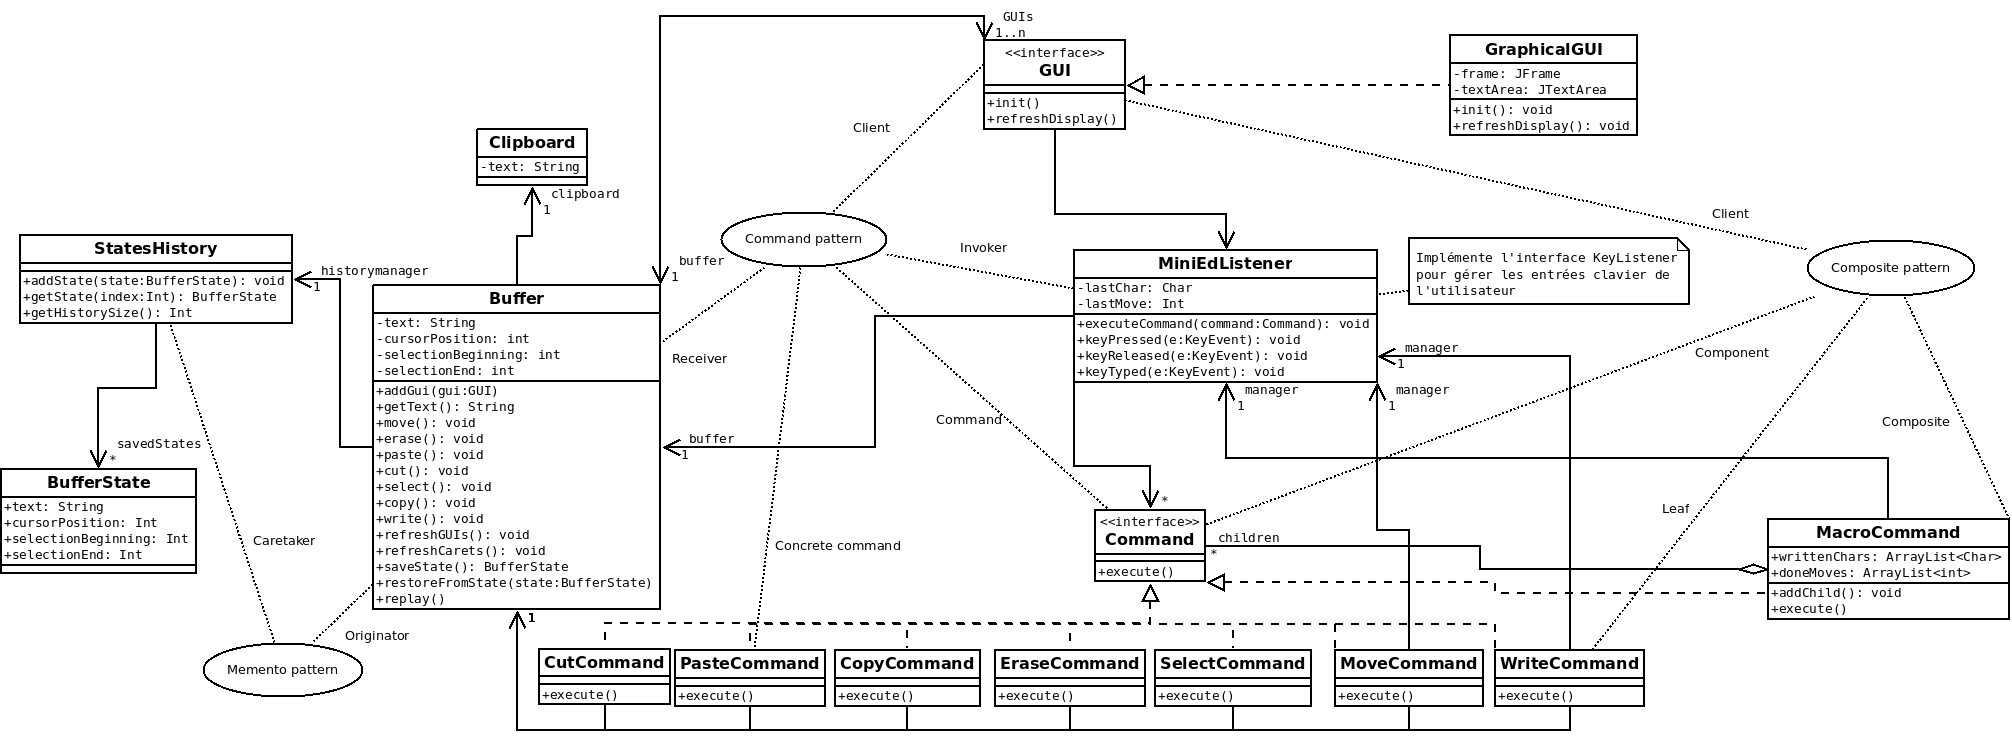 GUIs
1..n
<<interface>>
GUI
+init()
+refreshDisplay()
GraphicalGUI
-frame: JFrame
-textArea: JTextArea
+init(): void
+refreshDisplay(): void
Client
Clipboard
-text: String
clipboard
1
Client
StatesHistory
+addState(state:BufferState): void
+getState(index:Int): BufferState
+getHistorySize(): Int
historymanager
1
Command pattern
Invoker
buffer
1
MiniEdListener
-lastChar: Char
-lastMove: Int
+executeCommand(command:Command): void
+keyPressed(e:KeyEvent): void
+keyReleased(e:KeyEvent): void
+keyTyped(e:KeyEvent): void
Implémente l'interface KeyListener
pour gérer les entrées clavier de
l'utilisateur
Composite pattern
Buffer
-text: String
-cursorPosition: int
-selectionBeginning: int
-selectionEnd: int
+addGui(gui:GUI)
+getText(): String
+move(): void
+erase(): void
+paste(): void
+cut(): void
+select(): void
+copy(): void
+write(): void
+refreshGUIs(): void
+refreshCarets(): void
+saveState(): BufferState
+restoreFromState(state:BufferState)
+replay()
Receiver
manager
1
Component
manager
1
manager
1
Command
Composite
buffer
1
savedStates
*
BufferState
+text: String
+cursorPosition: Int
+selectionBeginning: Int
+selectionEnd: Int
Caretaker
Concrete command
*
<<interface>>
Command
+execute()
children
*
Leaf
MacroCommand
+writtenChars: ArrayList<Char>
+doneMoves: ArrayList<int>
+addChild(): void
+execute()
1
Originator
Memento pattern
CutCommand
+execute()
PasteCommand
+execute()
CopyCommand
+execute()
EraseCommand
+execute()
SelectCommand
+execute()
MoveCommand
+execute()
WriteCommand
+execute()